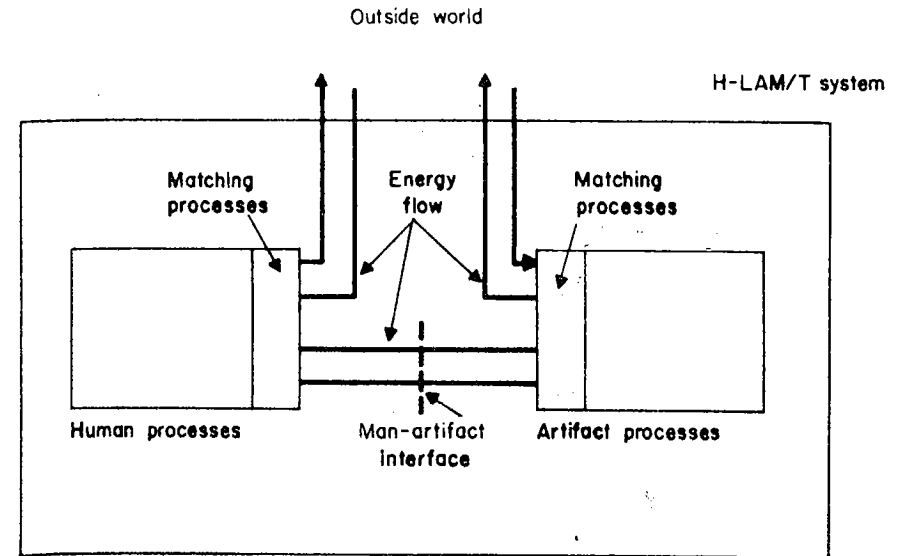 Outside world
H-LAM/T system
Matching
processes
Energy
flow
Matching
processes
Human processes
Man-artifact
Interface
Artifact processes